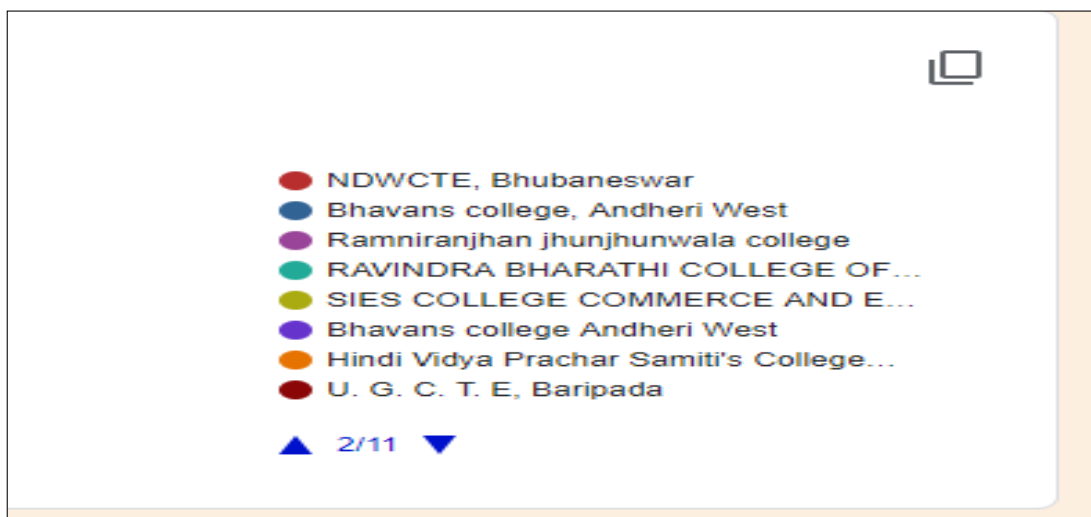 NDWCTE, Bhubaneswar
Bhavans college, Andheri West
Ramniranjhan jhunjhunwala college
RAVINDRA BHARATHI COLLEGE OF...
SIES COLLEGE COMMERCE AND E...
Bhavans college Andheri West
Hindi Vidya Prachar Samiti's College...
U. G. C. T. E, Baripada
2/11